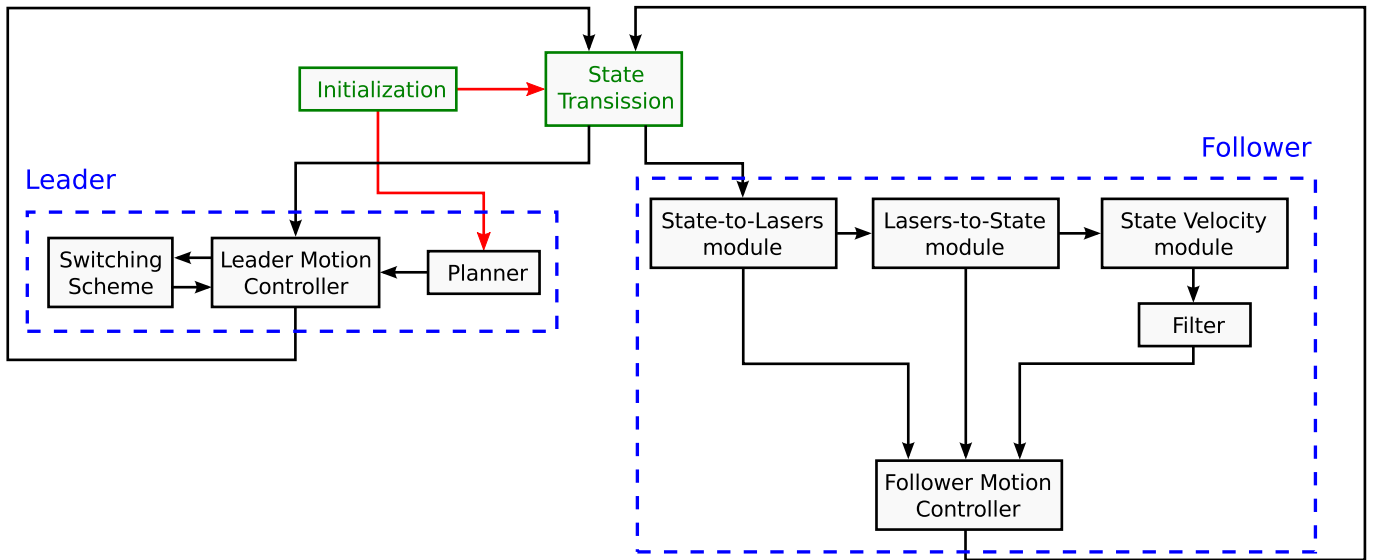 Initialization
State
Transission
Leader
Switching
Scheme
Leader Motion
Controller
Planner
Follower
State-to-Lasers
module
Lasers-to-State
module
State Velocity
module
Filter
Follower Motion
Controller